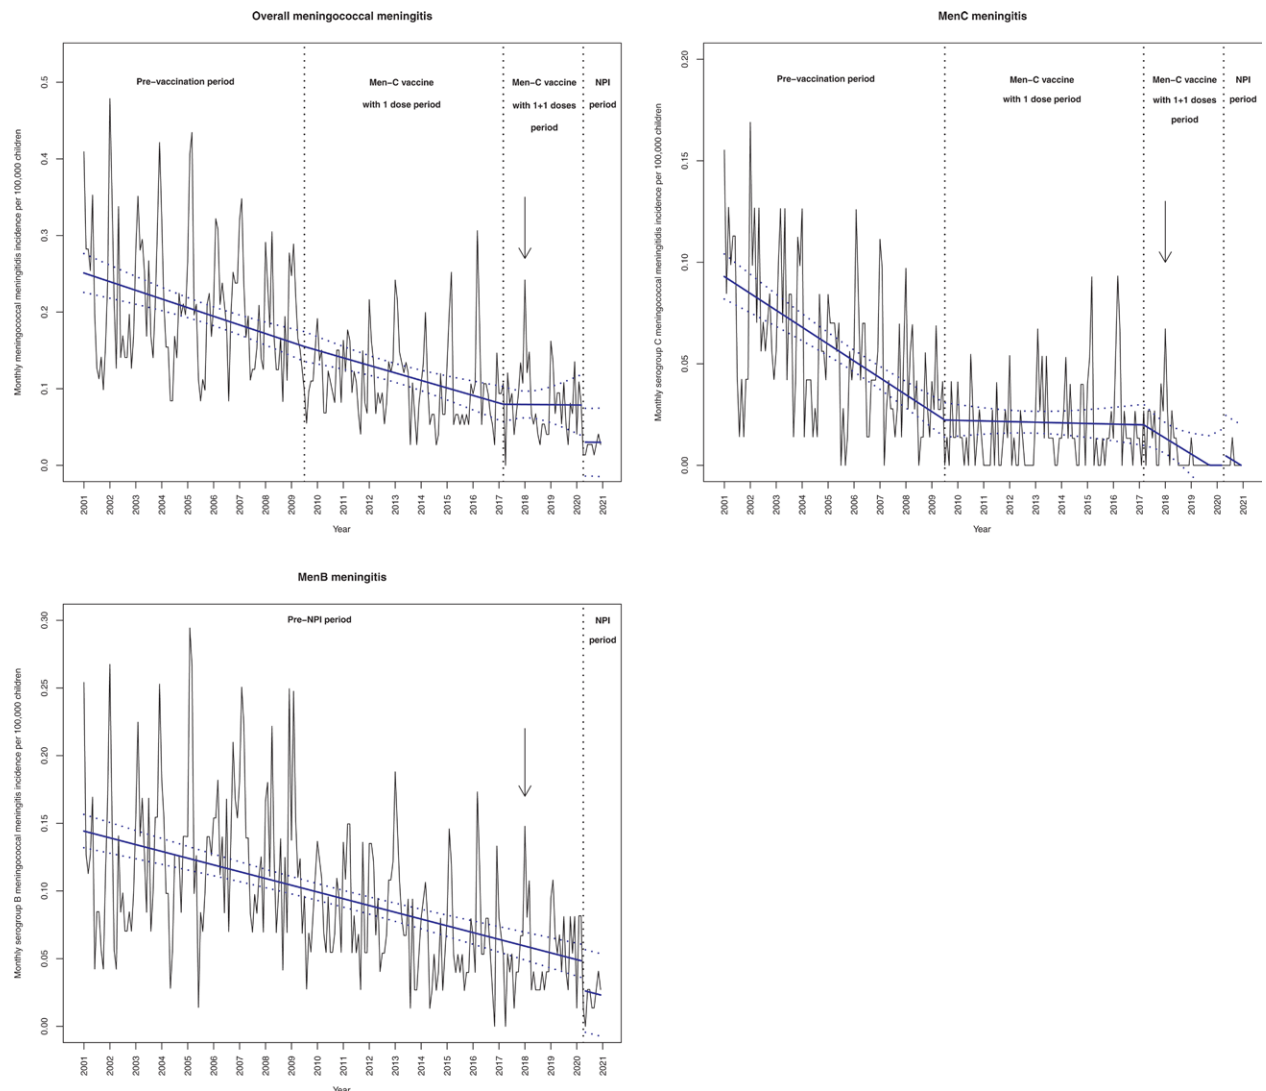 Overall meningococcal meningitis
Monthly meningococcal meningitidis incidence per 100,000 children
0.5
0.4
0.3
0.2
0.1
0.0
Pre-vaccination period
Men-C vaccine
with 1 dose period
Men-C vaccine
with 1+1 doses
period
NPI
period
2001 2002 2003 2004 2005 2006 2007 2008 2009 2010 2011 2012 2013 2014 2015 2016 2017 2018 2019 2020 2021
Year
MenC meningitis
Monthly serogroup C meningococcal meningitidis incidence per 100,000 children
0.20
0.15
0.10
0.05
0.00
Pre-vaccination period
Men-C vaccine
with 1 dose period
Men-C vaccine
with 1+1 doses
period
NPI
period
2001 2002 2003 2004 2005 2006 2007 2008 2009 2010 2011 2012 2013 2014 2015 2016 2017 2018 2019 2020 2021
Year
MenB meningitis
Monthly serogroup B meningococcal meningitis incidence per 100,000 children
0.30
0.25
0.20
0.15
0.10
0.05
0.00
Pre-NPI period
NPI
period
2001 2002 2003 2004 2005 2006 2007 2008 2009 2010 2011 2012 2013 2014 2015 2016 2017 2018 2019 2020 2021
Year